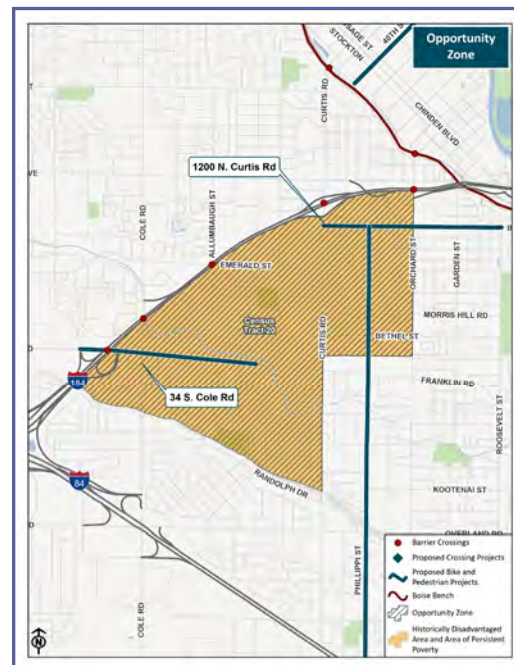 Opportunity
Zone
40TH S
STOCKTON
CURTIS RD
CHINDEN BLVD
1200 N. Curtis Rd
COLE RD
ALLUMBAUGH ST
EMERALD ST
ORCHARD ST
GARDEN ST
Census
Tract 20
CURTIS RD
MORRIS HILL RD
BETHEL ST
184
34 S. Cole Rd
FRANKLIN RD
ROOSEVELT ST
84
RANDOLPH DR
KOOTENAI ST
OVERLAND RD
PHILLIPPI ST
COLE RD
N
Barrier Crossings
Proposed Crossing Projects
Proposed Bike and
Pedestrian Projects
Boise Bench
Opportunity Zone
Historically Disadvantaged
Area and Area of Persistent
Poverty